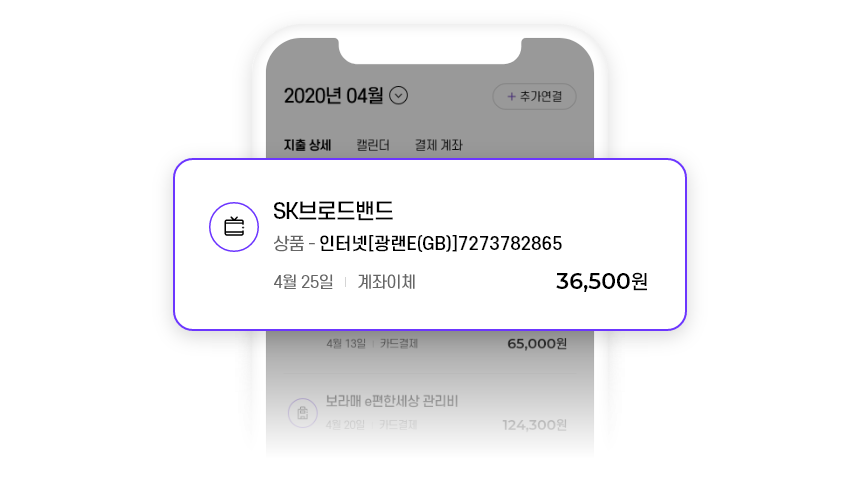 2020년 04월
+ 추가연결
지출 상세 캘린더 결제 계좌
SK브로드밴드
상품 - 인터넷[광랜E(GB)]7273782865
4월 25일 계좌이체 36,500원
4월 13일 카드결제 65,000원
보라매 e편한세상 관리비
4월 20일 카드결제 124,300원